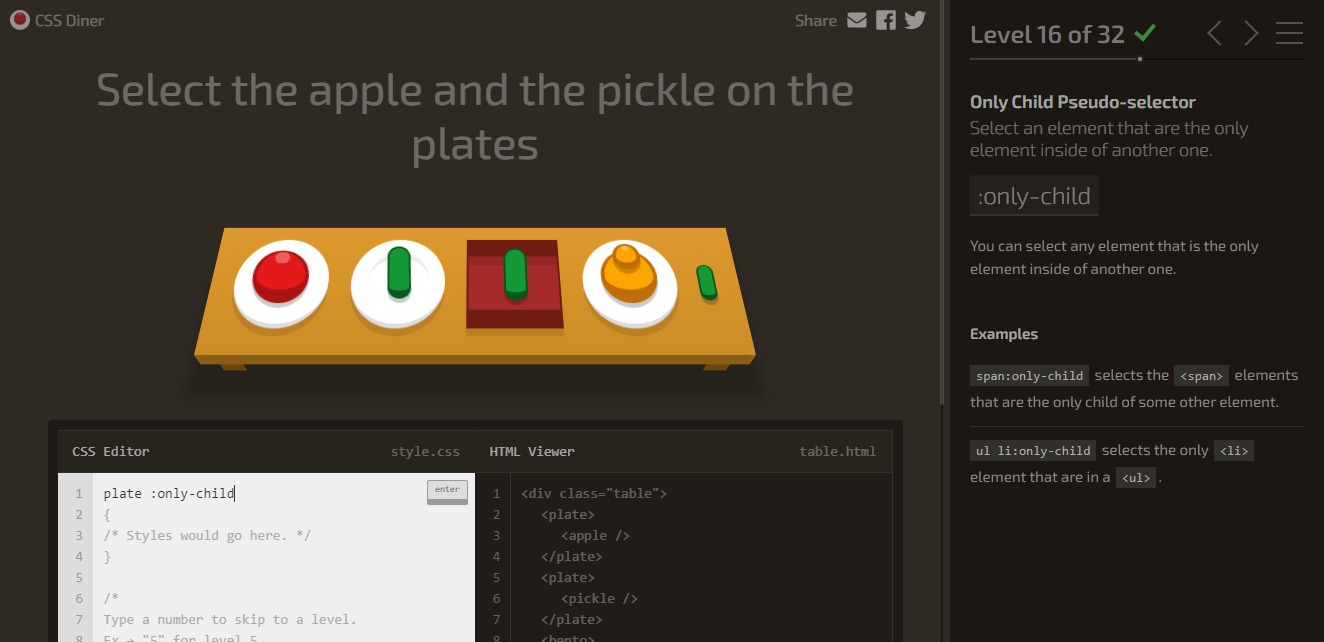 CSS Diner
Share
Select the apple and the pickle on the
plates
CSS Editor
style.css
1 plate :only-child
enter
2 {
3 /* Styles would go here. */
4 }
5
6 /*
7 Type a number to skip to a level.
8 Ex → "5" for level 5
HTML Viewer
table.html
1 <div class="table">
2 <plate>
3 <apple />
4 </plate>
5 <plate>
6 <pickle />
7 </plate>
8 <bento>
Level 16 of 32
Only Child Pseudo-selector
Select an element that are the only
element inside of another one.
:only-child
You can select any element that is the only
element inside of another one.
Examples
span:only-child selects the <span> elements
that are the only child of some other element.
ul li:only-child selects the only <li>
element that are in a <ul> .